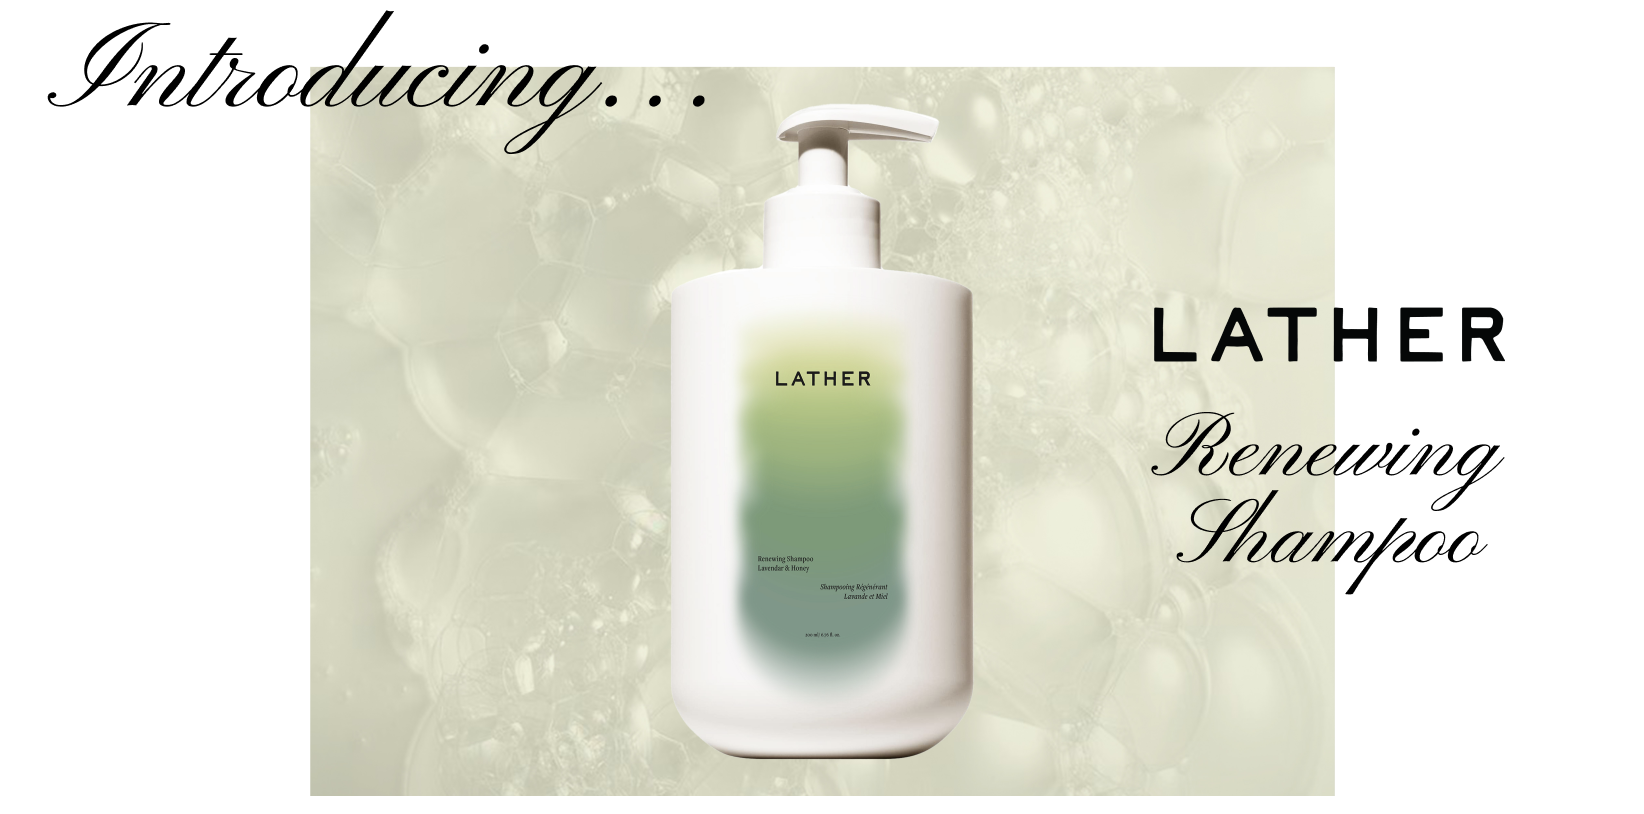 Introducing...
LATHER
Renewing
Shampoo
LATHER
Renewing Shampoo
Lavendar & Honey
Shampooing Régénérant
Lavande et Miel